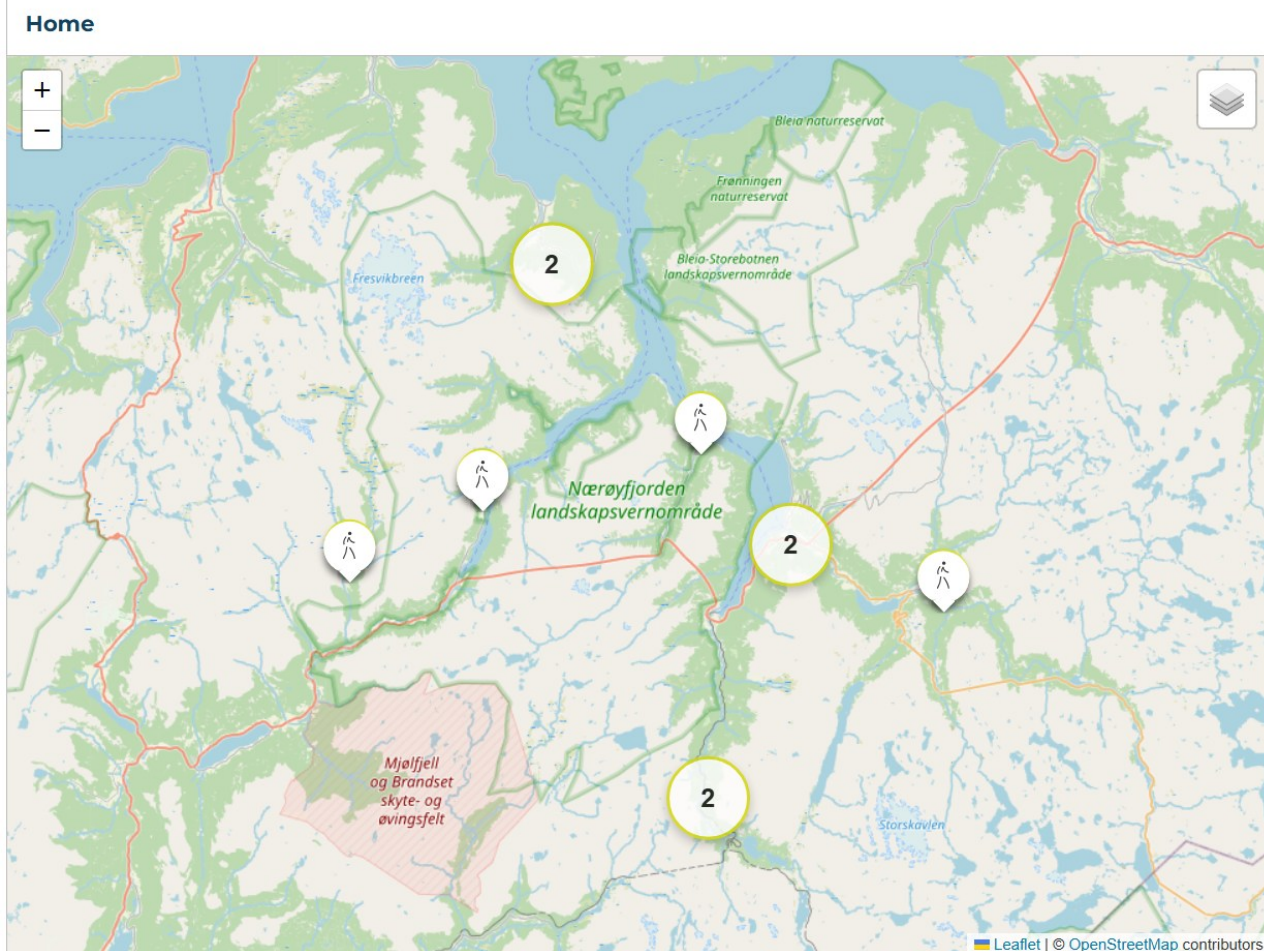 Home
+
−
Bleia naturreservat
Frønningen
naturreservat
2
Bleia-Storebotnen
landskapsvernområde
Fresvikbreen
Nærøyfjorden
landskapsvernområde
2
Mjølfjell
og Brandset
skyte- og
øvingsfelt
2
Storskavlen
Leaflet | © OpenStreetMap contributors